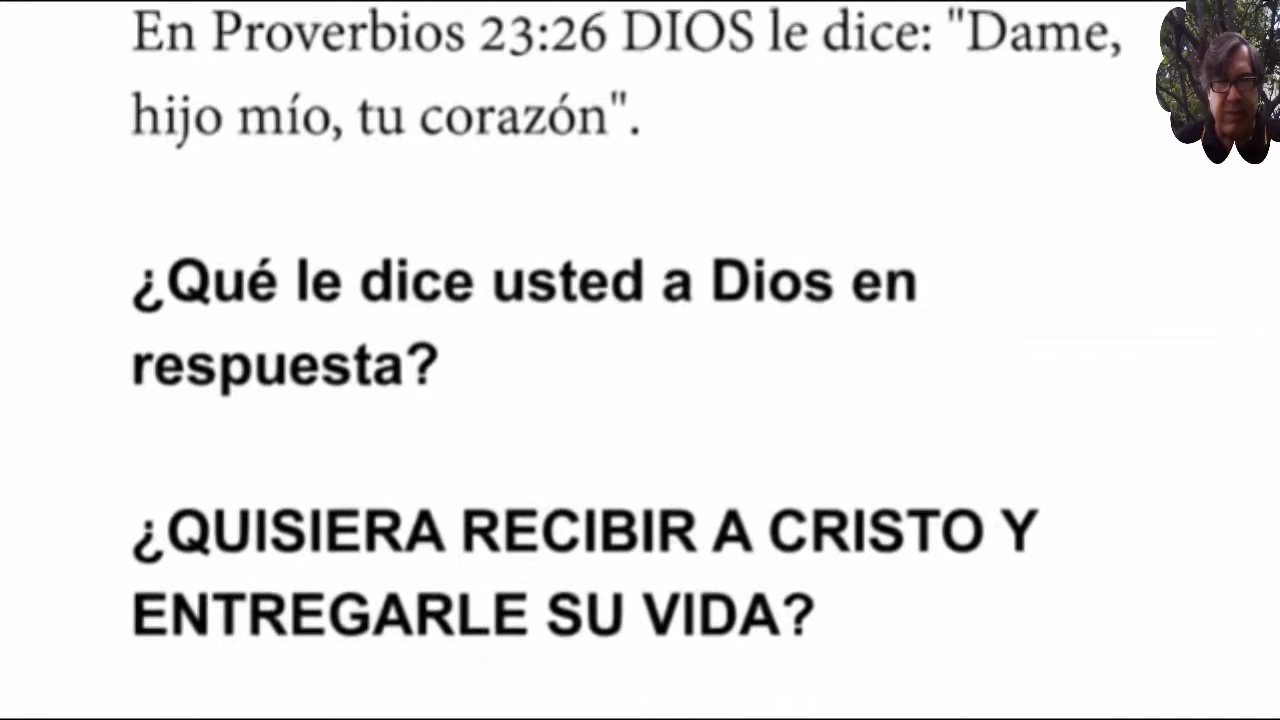 En Proverbios 23:26 DIOS le dice: "Dame,
hijo mío, tu corazón".
¿Qué le dice usted a Dios en
respuesta?
¿QUISIERA RECIBIR A CRISTO Y
ENTREGARLE SU VIDA?